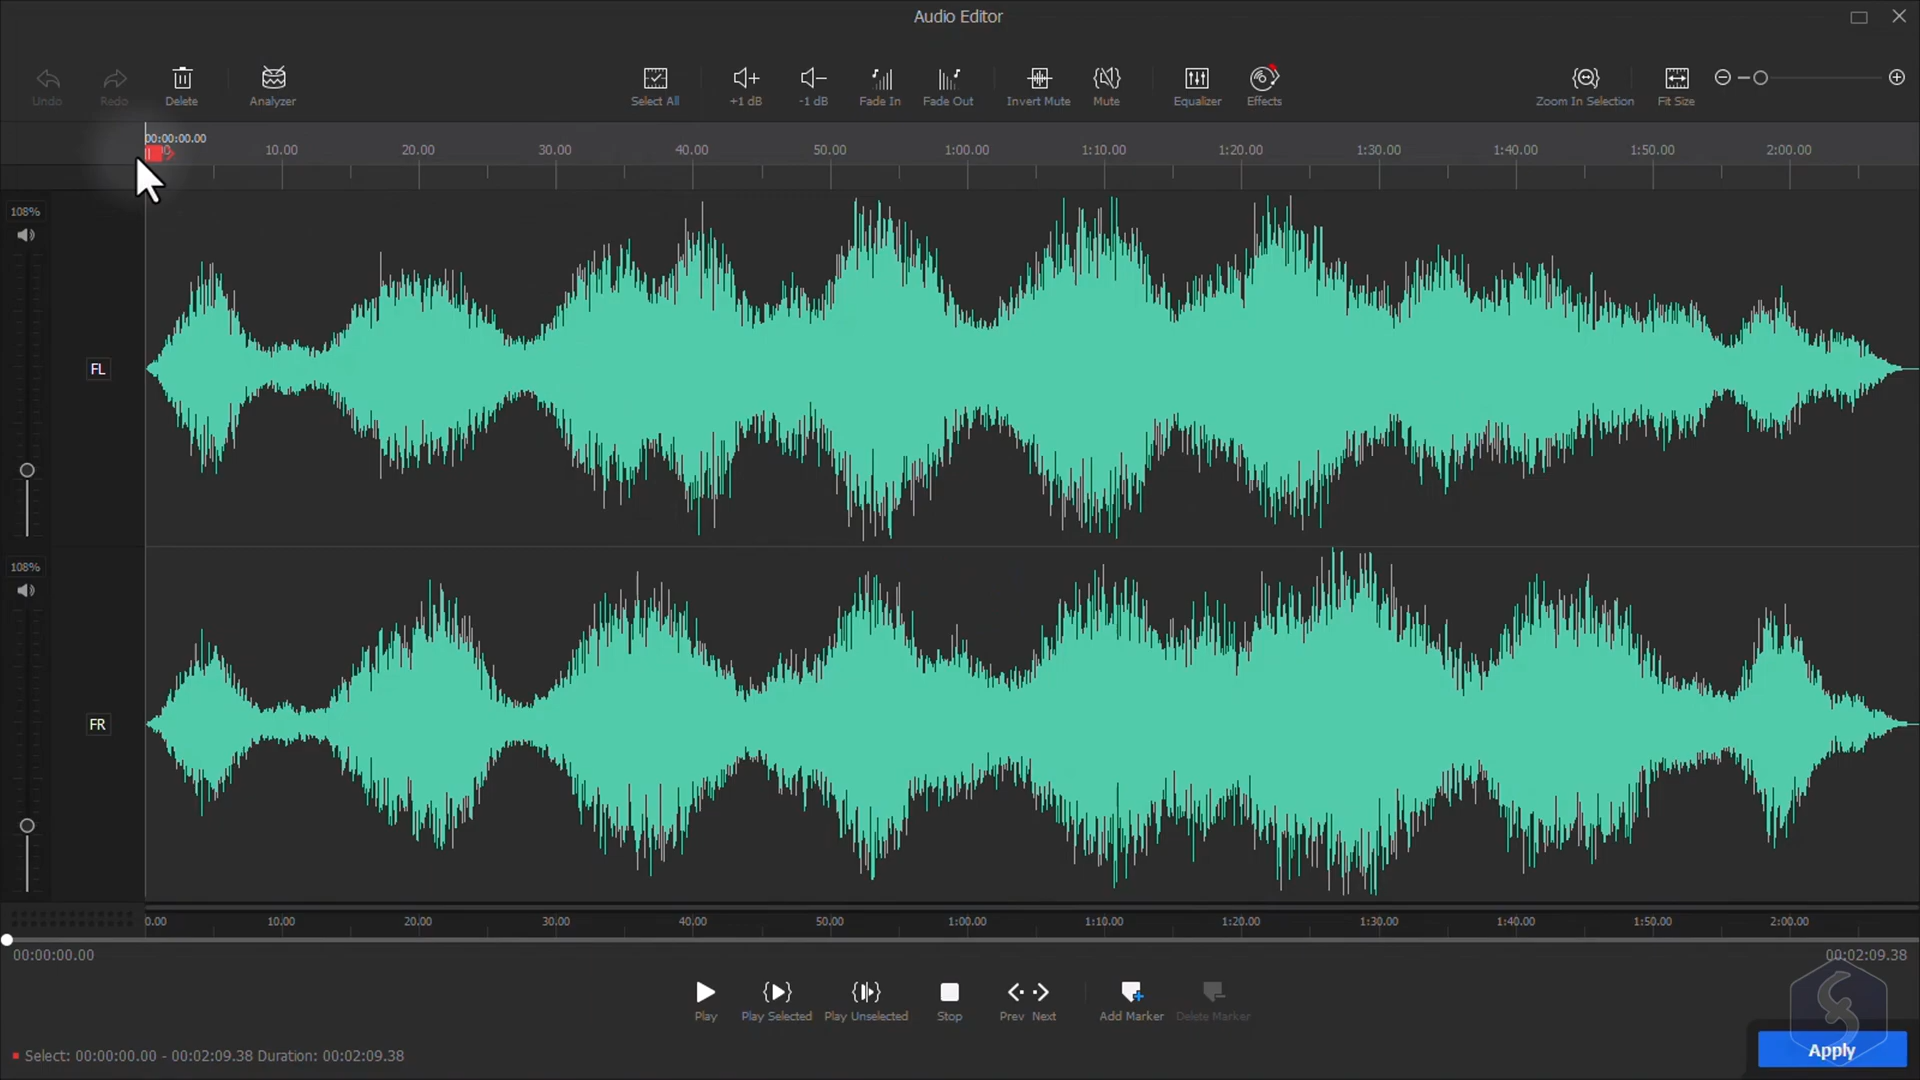 Audio Editor
Undo Redo Delete Analyzer Select All +1 dB -1 dB Fade In Fade Out Invert Mute Mute Equalizer Effects Zoom In Selection Fit Size
00:00:00.00
10.00 20.00 30.00 40.00 50.00 1:00.00 1:10.00 1:20.00 1:30.00 1:40.00 1:50.00 2:00.00
108%
FL
108%
FR
0.00 10.00 20.00 30.00 40.00 50.00 1:00.00 1:10.00 1:20.00 1:30.00 1:40.00 1:50.00 2:00.00
00:00:00.00 00:02:09.38
Play Play Selected Play Unselected Stop Prev Next Add Marker Delete Marker
Select: 00:00:00.00 - 00:02:09.38 Duration: 00:02:09.38
Apply